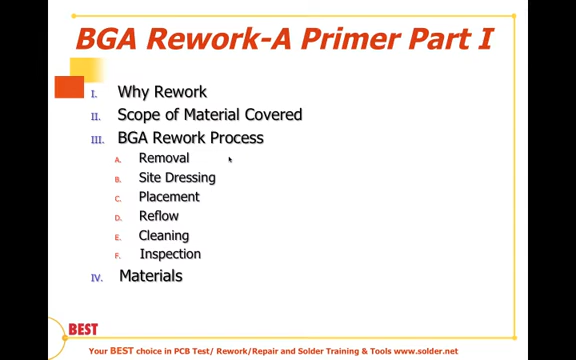 BGA Rework-A Primer Part I
I. Why Rework
II. Scope of Material Covered
III. BGA Rework Process
A. Removal
B. Site Dressing
C. Placement
D. Reflow
E. Cleaning
F. Inspection
IV. Materials
BEST
Your BEST choice in PCB Test/ Rework/Repair and Solder Training & Tools www.solder.net